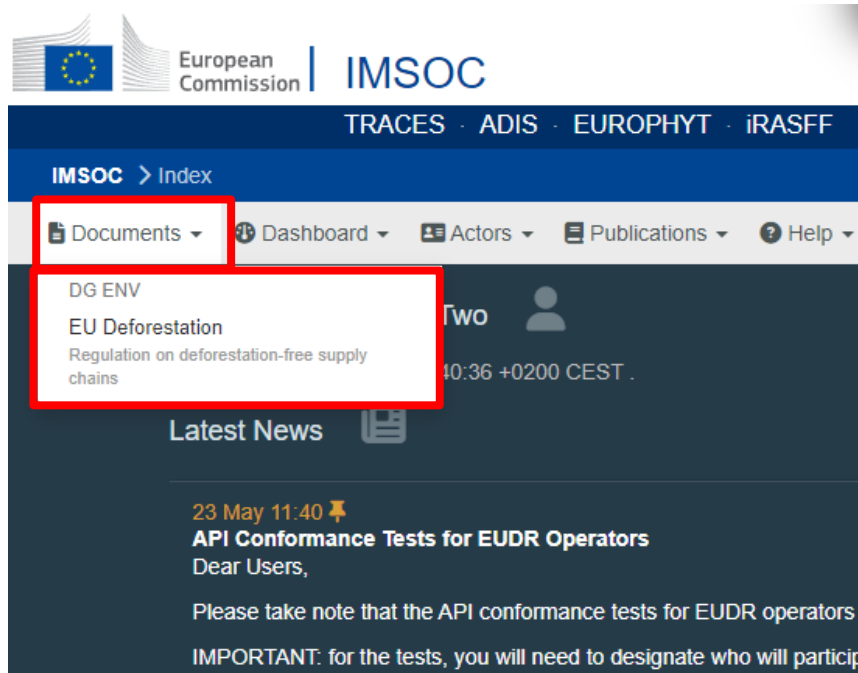 European
Commission
IMSOC
TRACES · ADIS · EUROPHYT · iRASFF
IMSOC > Index
Documents Dashboard Actors Publications Help
DG ENV
EU Deforestation
Regulation on deforestation-free supply
chains
Two
40:36 +0200 CEST .
Latest News
23 May 11:40
API Conformance Tests for EUDR Operators
Dear Users,
Please take note that the API conformance tests for EUDR operators
IMPORTANT: for the tests, you will need to designate who will particip